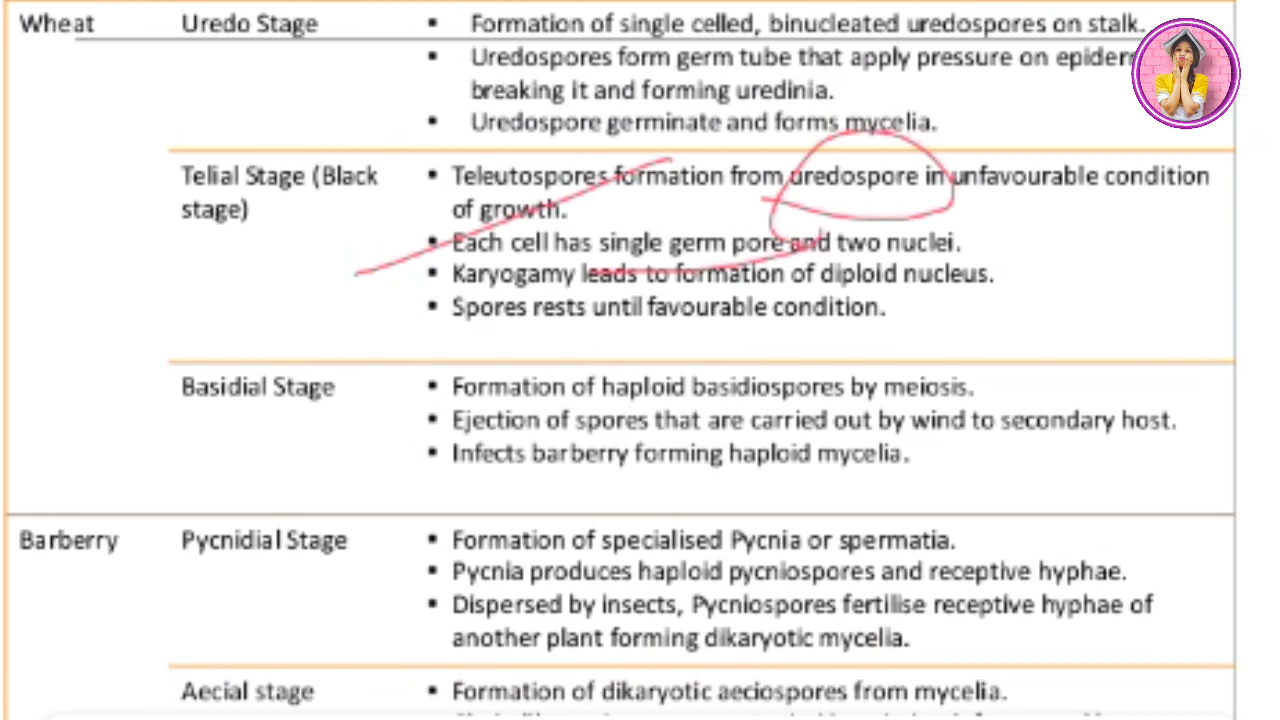 Wheat Uredo Stage ▪ Formation of single celled, binucleated uredospores on stalk.
▪ Uredospores form germ tube that apply pressure on
breaking it and forming uredinia.
▪ Uredospore germinate and forms mycelia.
Telial Stage (Black ▪ Teleutospores formation from uredospore in unfavourable condition
stage) of growth.
▪ Each cell has single germ pore and two nuclei.
▪ Karyogamy leads to formation of diploid nucleus.
▪ Spores rests until favourable condition.
Basidial Stage ▪ Formation of haploid basidiospores by meiosis.
▪ Ejection of spores that are carried out by wind to secondary host.
▪ Infects barberry forming haploid mycelia.
Barberry Pycnidial Stage ▪ Formation of specialised Pycnia or spermatia.
▪ Pycnia produces haploid pycniospores and receptive hyphae.
▪ Dispersed by insects, Pycniospores fertilise receptive hyphae of
another plant forming dikaryotic mycelia.
Aecial stage ▪ Formation of dikaryotic aeciospores from mycelia.